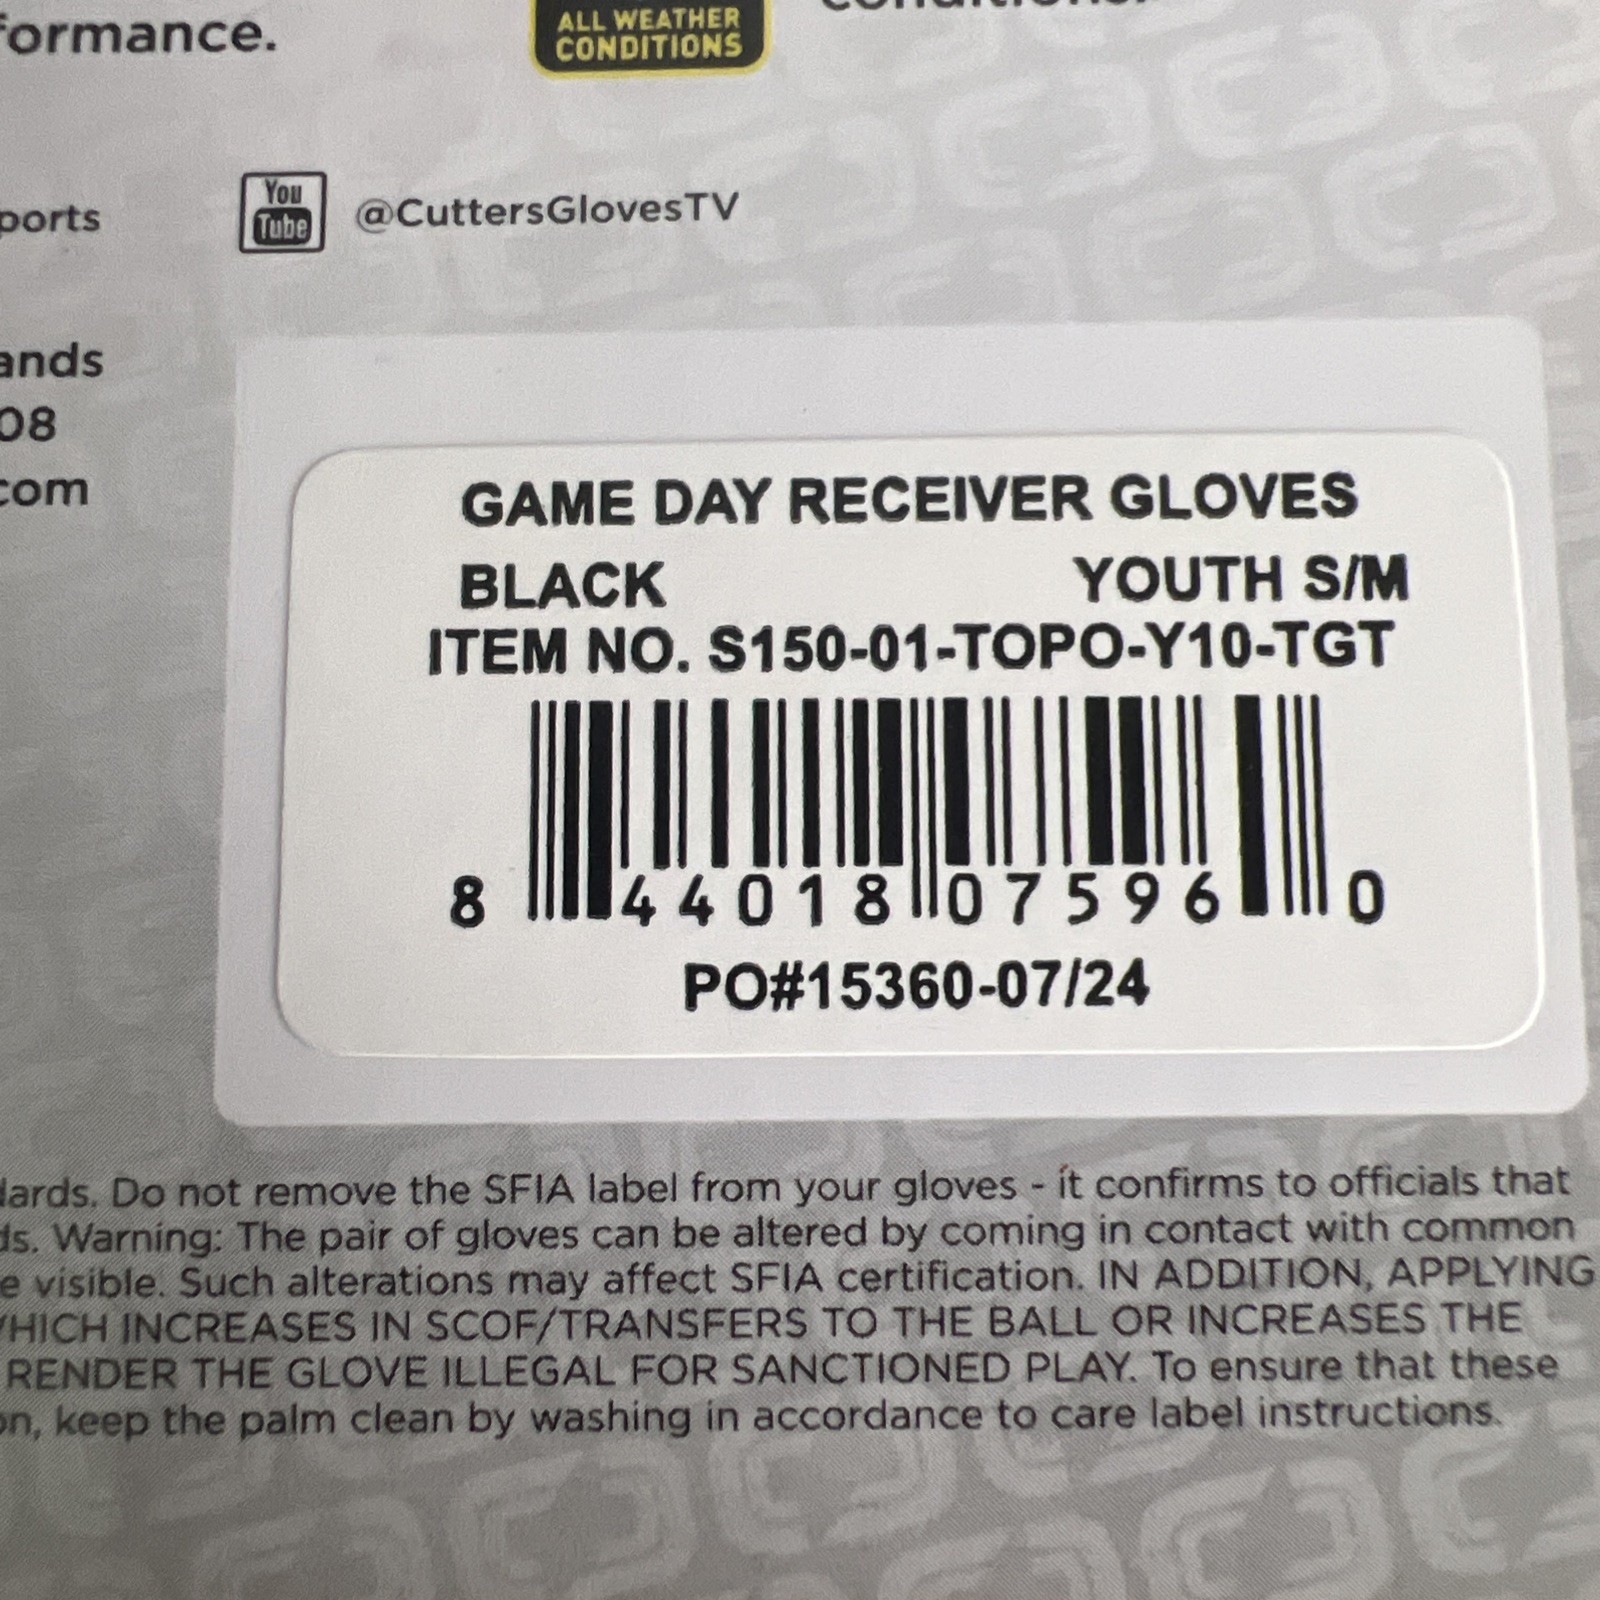 formance.
ALL WEATHER
CONDITIONS
conditions.
You
Tube
@CuttersGlovesTV
ports
ands
08
com
GAME DAY RECEIVER GLOVES
BLACK YOUTH S/M
ITEM NO. S150-01-TOPO-Y10-TGT
8 44018 07596 0
PO#15360-07/24
dards. Do not remove the SFIA label from your gloves - it confirms to officials that
ds. Warning: The pair of gloves can be altered by coming in contact with common
e visible. Such alterations may affect SFIA certification. IN ADDITION, APPLYING
WHICH INCREASES IN SCOF/TRANSFERS TO THE BALL OR INCREASES THE
RENDER THE GLOVE ILLEGAL FOR SANCTIONED PLAY. To ensure that these
on, keep the palm clean by washing in accordance to care label instructions.